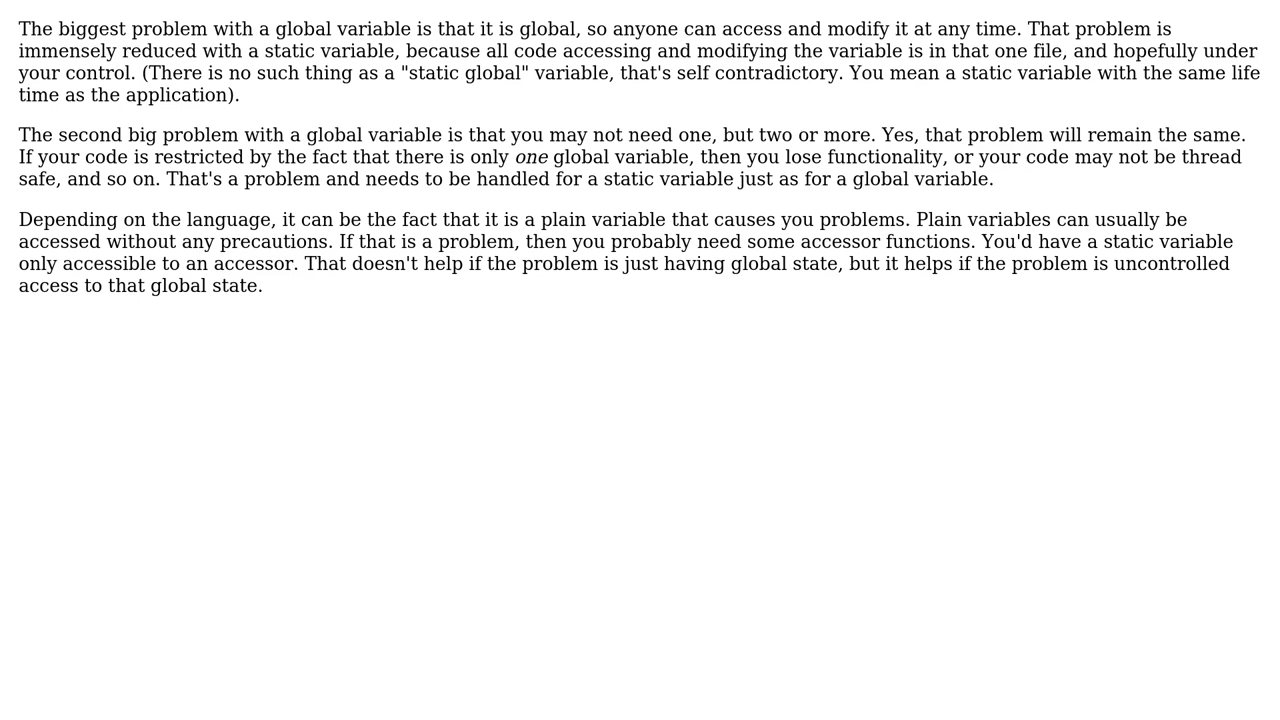 The biggest problem with a global variable is that it is global, so anyone can access and modify it at any time. That problem is
immensely reduced with a static variable, because all code accessing and modifying the variable is in that one file, and hopefully under
your control. (There is no such thing as a "static global" variable, that's self contradictory. You mean a static variable with the same life
time as the application).
The second big problem with a global variable is that you may not need one, but two or more. Yes, that problem will remain the same.
If your code is restricted by the fact that there is only one global variable, then you lose functionality, or your code may not be thread
safe, and so on. That's a problem and needs to be handled for a static variable just as for a global variable.
Depending on the language, it can be the fact that it is a plain variable that causes you problems. Plain variables can usually be
accessed without any precautions. If that is a problem, then you probably need some accessor functions. You'd have a static variable
only accessible to an accessor. That doesn't help if the problem is just having global state, but it helps if the problem is uncontrolled
access to that global state.